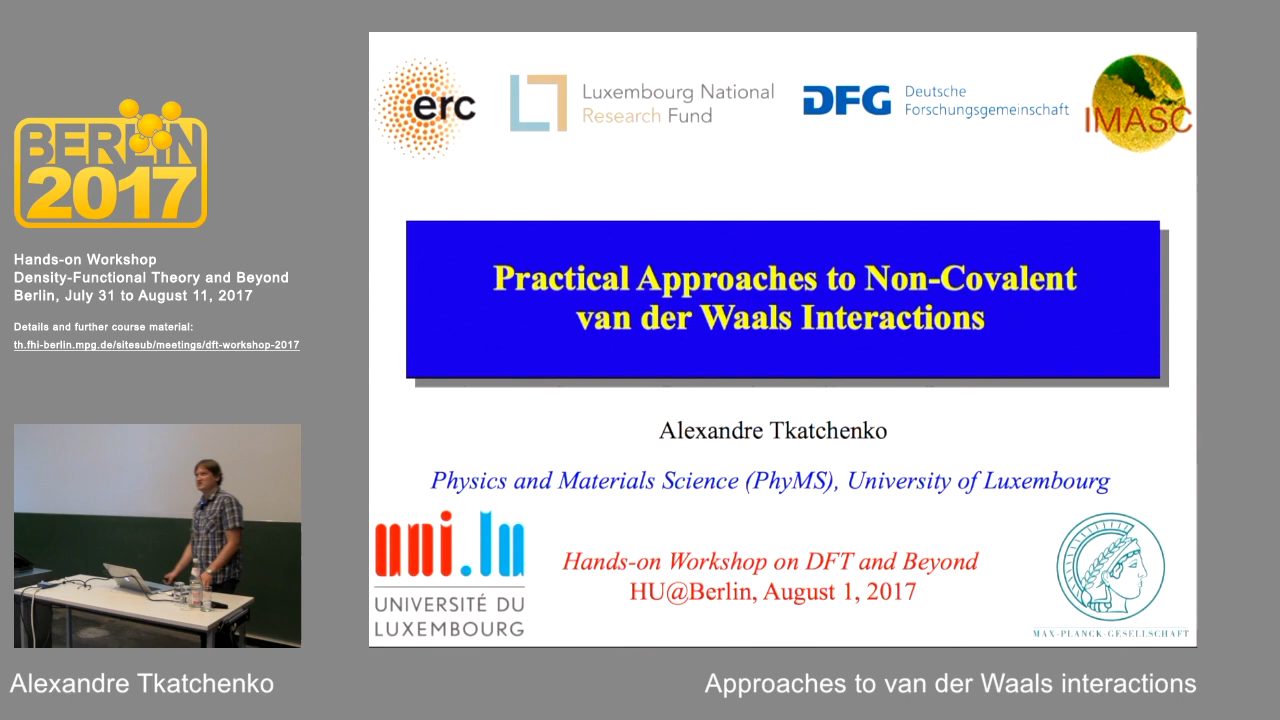 BERLIN
2017
Hands-on Workshop
Density-Functional Theory and Beyond
Berlin, July 31 to August 11, 2017
Details and further course material:
th.fhi-berlin.mpg.de/sitesub/meetings/dft-workshop-2017
erc
Luxembourg National
Research Fund
DFG
Deutsche
Forschungsgemeinschaft
IMASC
Practical Approaches to Non-Covalent
van der Waals Interactions
Alexandre Tkatchenko
Physics and Materials Science (PhyMS), University of Luxembourg
uni.lu
UNIVERSITÉ DU
LUXEMBOURG
Hands-on Workshop on DFT and Beyond
HU@Berlin, August 1, 2017
MAX-PLANCK-GESELLSCHAFT
Alexandre Tkatchenko
Approaches to van der Waals interactions